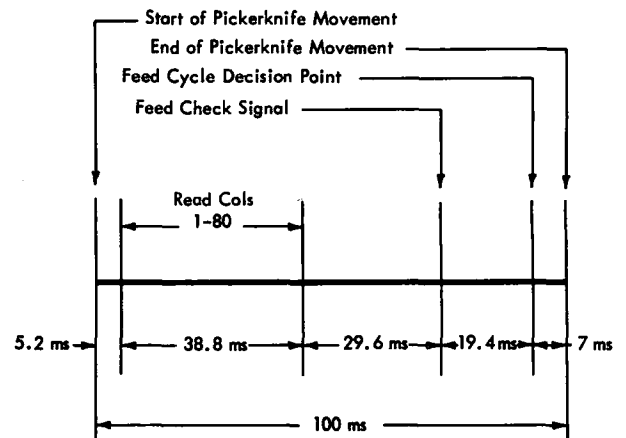 Start of Pickerknife Movement
End of Pickerknife Movement
Feed Cycle Decision Point
Feed Check Signal
Read Cols
1-80
5.2 ms
38.8 ms
29.6 ms
19.4 ms
7 ms
100 ms